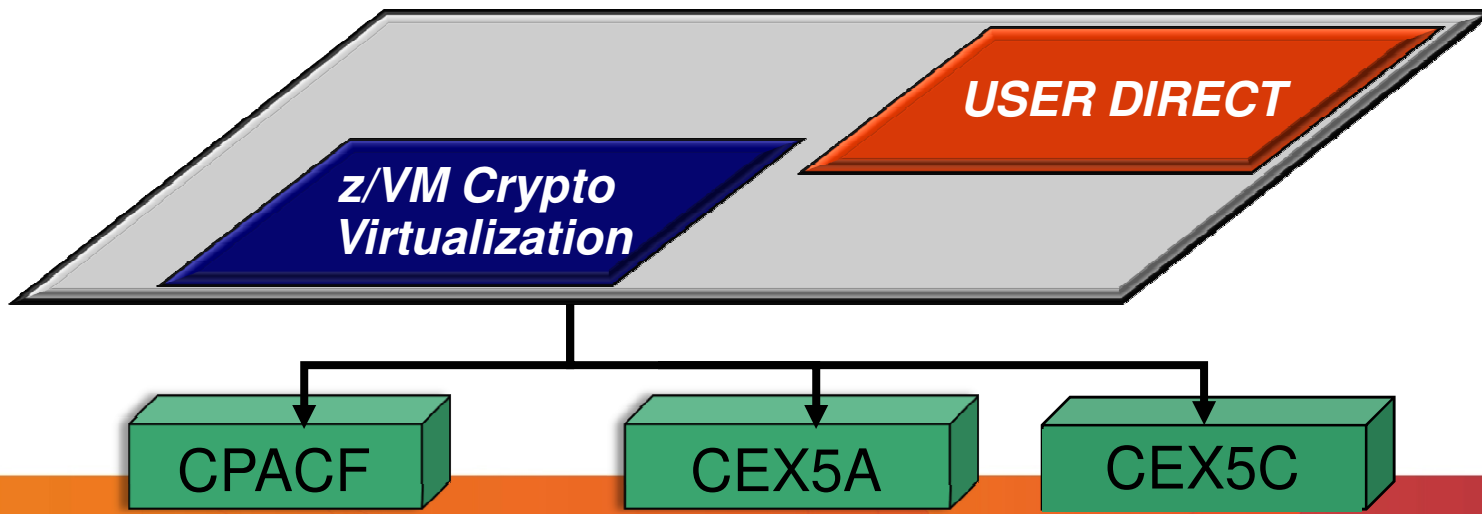 USER DIRECT
z/VM Crypto
Virtualization
CPACF
CEX5A
CEX5C